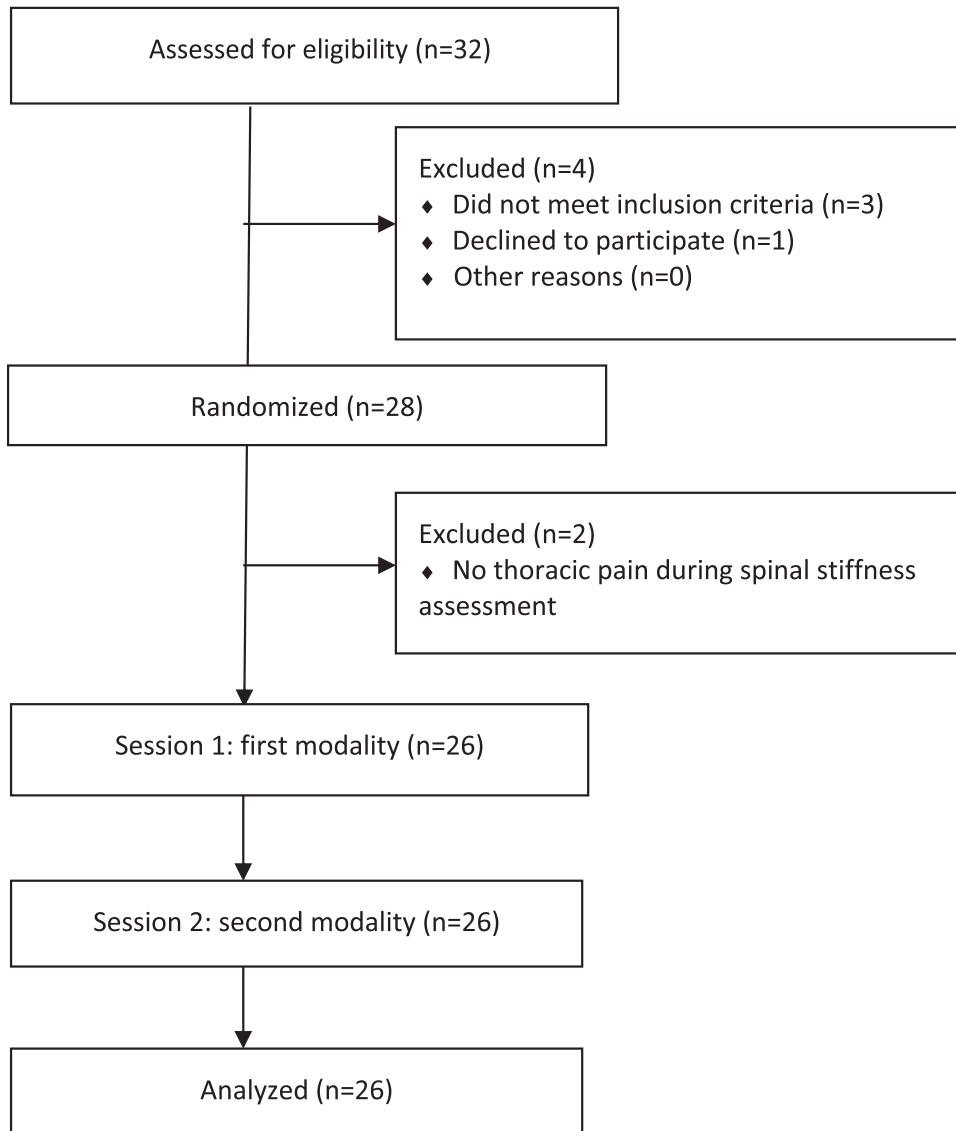 Assessed for eligibility (n=32)
Excluded (n=4)
♦ Did not meet inclusion criteria (n=3)
♦ Declined to participate (n=1)
♦ Other reasons (n=0)
Randomized (n=28)
Excluded (n=2)
♦ No thoracic pain during spinal stiffness
assessment
Session 1: first modality (n=26)
Session 2: second modality (n=26)
Analyzed (n=26)